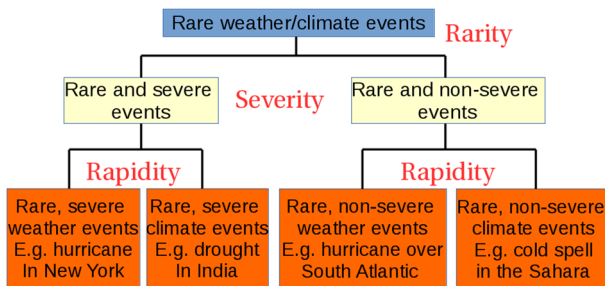 Rare weather/climate events
Rarity
Rare and severe
events
Severity
Rare and non-severe
events
Rapidity
Rapidity
Rare, severe
weather events
E.g. hurricane
In New York
Rare, severe
climate events
E.g. drought
In India
Rare, non-severe
weather events
E.g. hurricane over
South Atlantic
Rare, non-severe
climate events
E.g. cold spell
in the Sahara